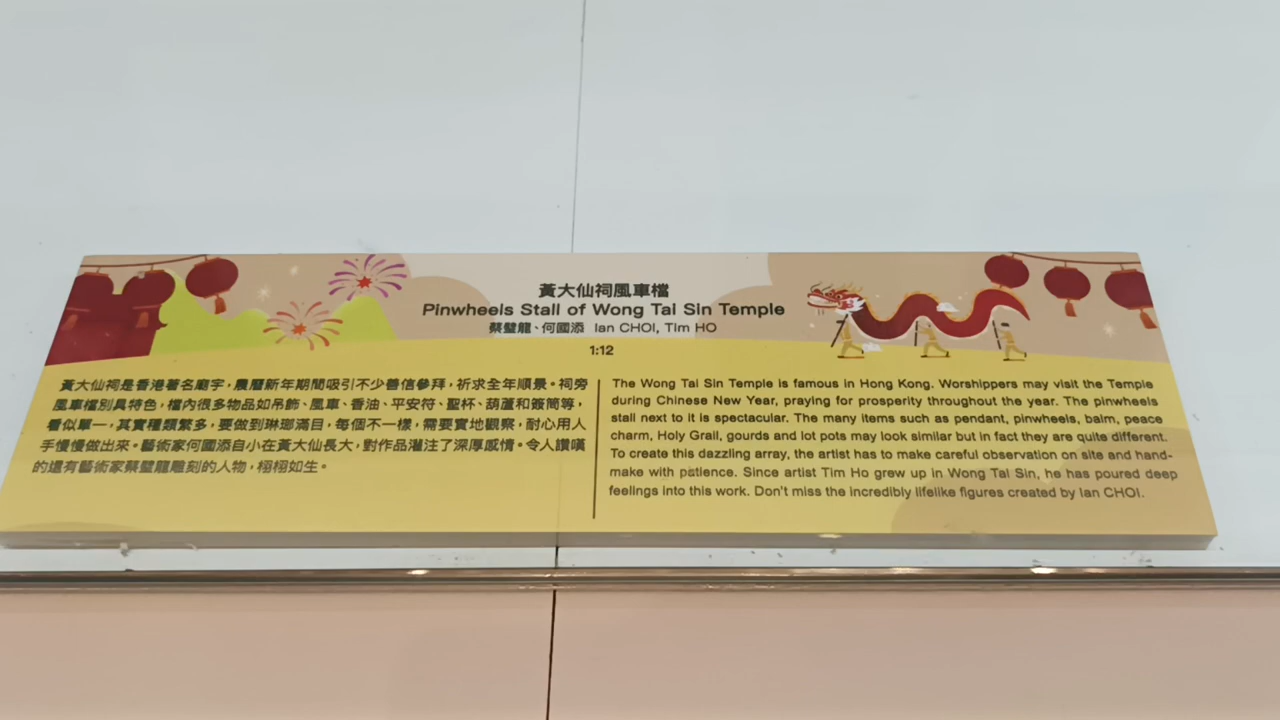 黃大仙祠風車檔
Pinwheels Stall of Wong Tai Sin Temple
蔡璧龍、何國添 Ian CHOI, Tim HO
1:12
黃大仙祠是香港著名廟宇，農曆新年期間吸引不少善信參拜，祈求全年順景。祠旁
風車檔別具特色，檔內很多物品如吊飾、風車、香油、平安符、聖杯、葫蘆和簽筒等，
看似單一，其實種類繁多，要做到琳瑯滿目，每個不一樣，需要實地觀察，耐心用人
手慢慢做出來。藝術家何國添自小在黃大仙長大，對作品灌注了深厚感情。令人讚嘆
的還有藝術家蔡璧龍雕刻的人物，栩栩如生。
The Wong Tai Sin Temple is famous in Hong Kong. Worshippers may visit the Temple
during Chinese New Year, praying for prosperity throughout the year. The pinwheels
stall next to it is spectacular. The many items such as pendant, pinwheels, balm, peace
charm, Holy Grail, gourds and lot pots may look similar but in fact they are quite different.
To create this dazzling array, the artist has to make careful observation on site and hand-
make with patience. Since artist Tim Ho grew up in Wong Tai Sin, he has poured deep
feelings into this work. Don't miss the incredibly lifelike figures created by Ian CHOI.